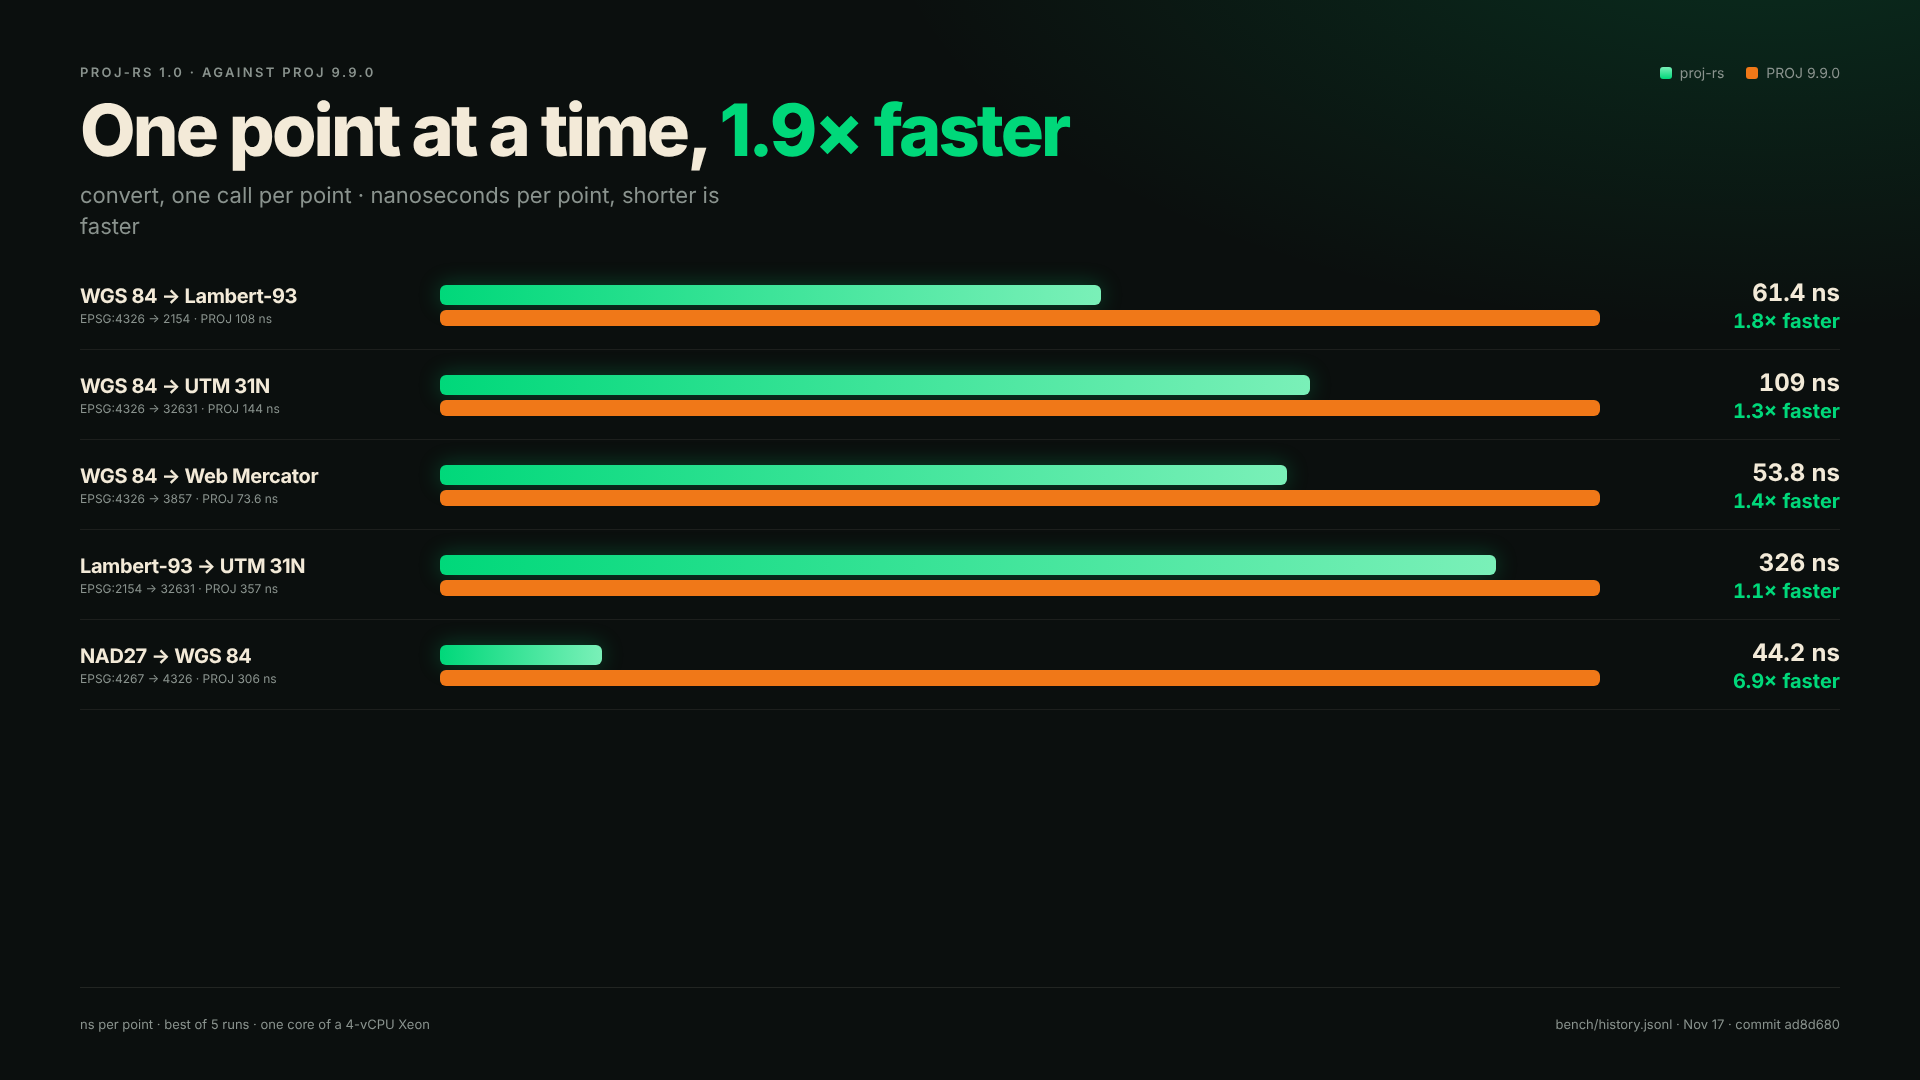 PROJ-RS 1.0 · AGAINST PROJ 9.9.0
proj-rs
PROJ 9.9.0
One point at a time, 1.9× faster
convert, one call per point · nanoseconds per point, shorter is
faster
WGS 84 → Lambert-93
EPSG:4326 → 2154 · PROJ 108 ns
61.4 ns
1.8× faster
WGS 84 → UTM 31N
EPSG:4326 → 32631 · PROJ 144 ns
109 ns
1.3× faster
WGS 84 → Web Mercator
EPSG:4326 → 3857 · PROJ 73.6 ns
53.8 ns
1.4× faster
Lambert-93 → UTM 31N
EPSG:2154 → 32631 · PROJ 357 ns
326 ns
1.1× faster
NAD27 → WGS 84
EPSG:4267 → 4326 · PROJ 306 ns
44.2 ns
6.9× faster
ns per point · best of 5 runs · one core of a 4-vCPU Xeon
bench/history.jsonl · Nov 17 · commit ad8d680